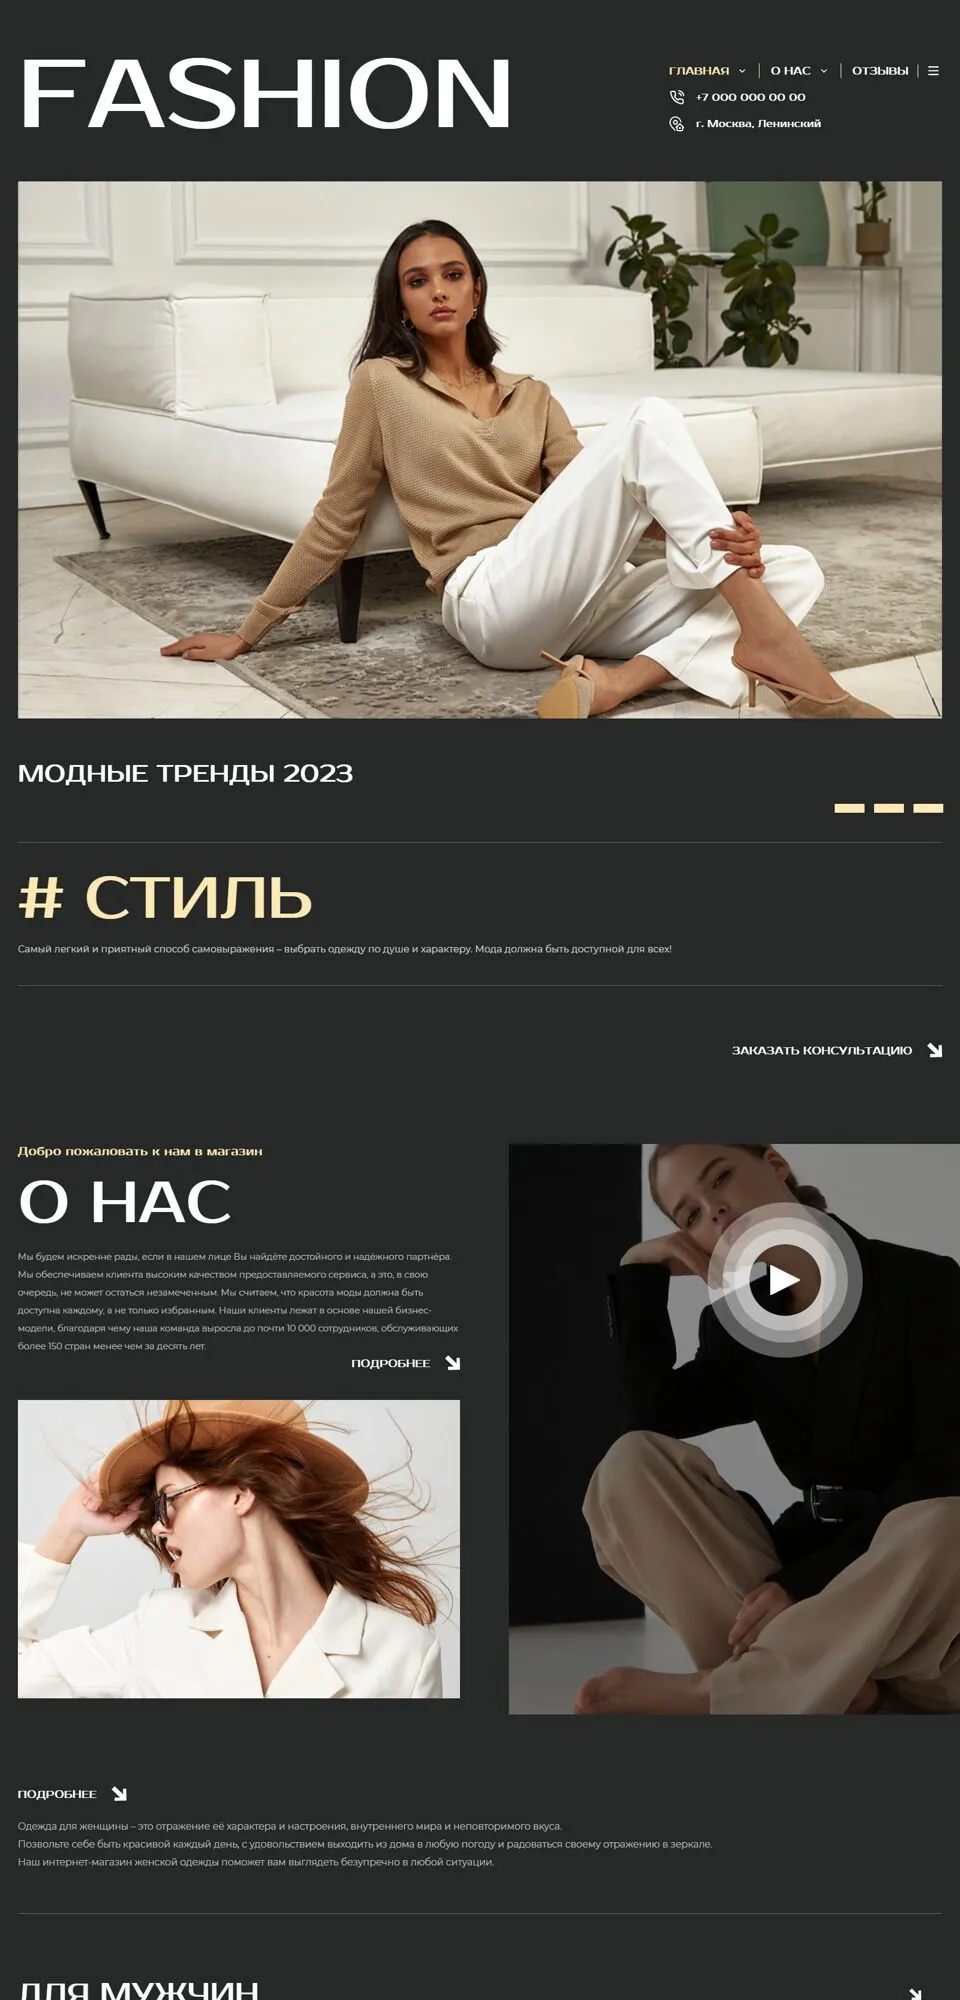 FASHION
ГЛАВНАЯ
О НАС
ОТЗЫВЫ
+7 000 000 00 00
г. Москва, Ленинский
МОДНЫЕ ТРЕНДЫ 2023
# СТИЛЬ
Самый легкий и приятный способ самовыражения – выбрать одежду по душе и характеру. Мода должна быть доступной для всех!
ЗАКАЗАТЬ КОНСУЛЬТАЦИЮ
Добро пожаловать к нам в магазин
О НАС
Мы будем искренне рады, если в нашем лице Вы найдёте достойного и надёжного партнёра.
Мы обеспечиваем клиента высоким качеством предоставляемого сервиса, а это, в свою
очередь, не может остаться незамеченным. Мы считаем, что красота моды должна быть
доступна каждому, а не только избранным. Наши клиенты лежат в основе нашей бизнес-
модели, благодаря чему наша команда выросла до почти 10 000 сотрудников, обслуживающих
более 150 стран менее чем за десять лет.
ПОДРОБНЕЕ
ПОДРОБНЕЕ
Одежда для женщины – это отражение её характера и настроения, внутреннего мира и неповторимого вкуса.
Позвольте себе быть красивой каждый день, с удовольствием выходить из дома в любую погоду и радоваться своему отражению в зеркале.
Наш интернет-магазин женской одежды поможет вам выглядеть безупречно в любой ситуации.
ДЛЯ МУЖЧИН